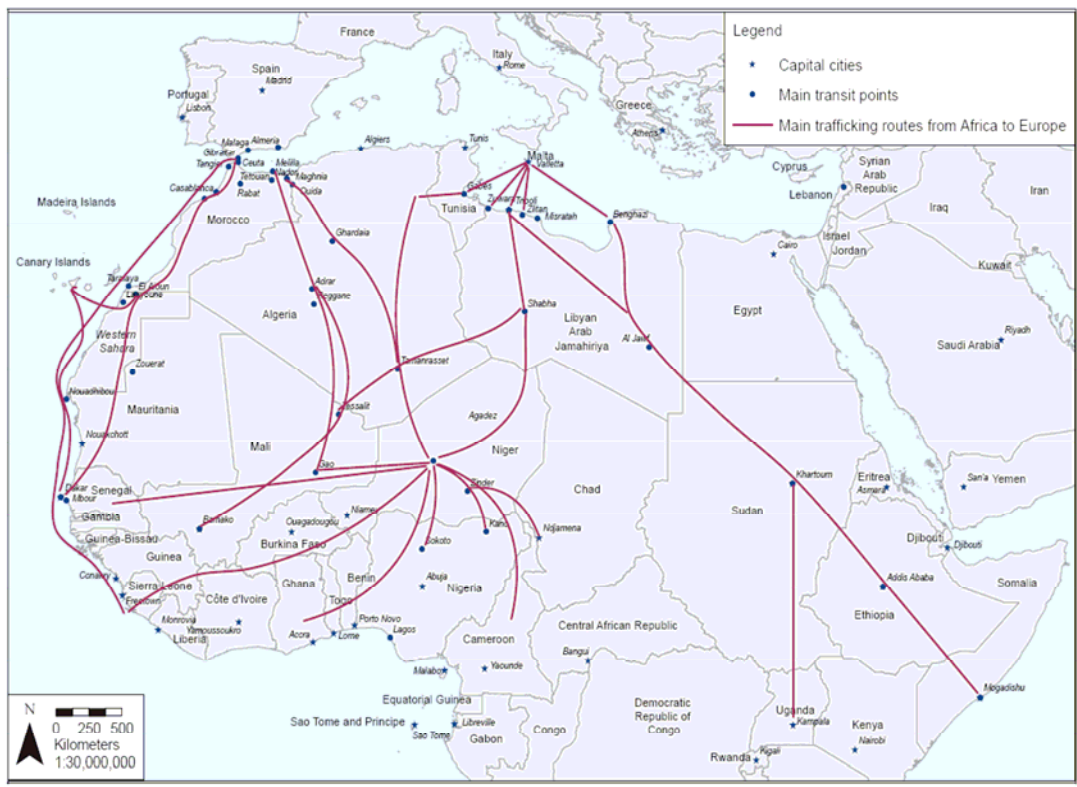 France
Legend
Italy
Rome
Spain
Madrid
Capital cities
Portugal
Lisbon
Main transit points
Greece
Athens
Main trafficking routes from Africa to Europe
Malaga
Almeria
Algiers
Tunis
Gibraltar
Tangier
Ceuta
Melilla
Malta
Valletta
Cyprus
Syrian
Arab
Republic
Tetouan
Nador
Maghnia
Oujda
Casablanca
Rabat
Gabes
Lebanon
Iran
Madeira Islands
Morocco
Tunisia
Tripoli
Zlitan
Misratah
Benghazi
Iraq
Ghardaia
Israel
Jordan
Cairo
Canary Islands
Kuwait
Tarfaya
El Aioun
Adrar
Reggane
Shabha
Algeria
Libyan
Arab
Jamahiriya
Egypt
Western
Sahara
Al Jawf
Riyadh
Saudi Arabia
Zouerat
Tamanrasset
Nouadhibou
Mauritania
Tessalit
Agadez
Nouakchott
Mali
Niger
Gao
Dakar
Mbour
Senegal
Zinder
Chad
Khartoum
Eritrea
Asmara
San'a
Yemen
Gambia
Bamako
Niamey
Ouagadougou
Kano
Ndjamena
Sudan
Guinea-Bissau
Burkina Faso
Sokoto
Djibouti
Djibouti
Guinea
Conakry
Sierra Leone
Freetown
Ghana
Benin
Togo
Abuja
Nigeria
Addis Ababa
Somalia
Côte d'Ivoire
Ethiopia
Monrovia
Liberia
Yamoussoukro
Accra
Lome
Porto Novo
Lagos
Cameroon
Central African Republic
Bangui
Malabo
Yaounde
Mogadishu
Equatorial Guinea
Democratic
Republic of
Congo
Uganda
Kampala
Kenya
Nairobi
Sao Tome and Principe
Sao Tome
Libreville
Gabon
Congo
Rwanda
Kigali
N
0 250 500
Kilometers
1:30,000,000